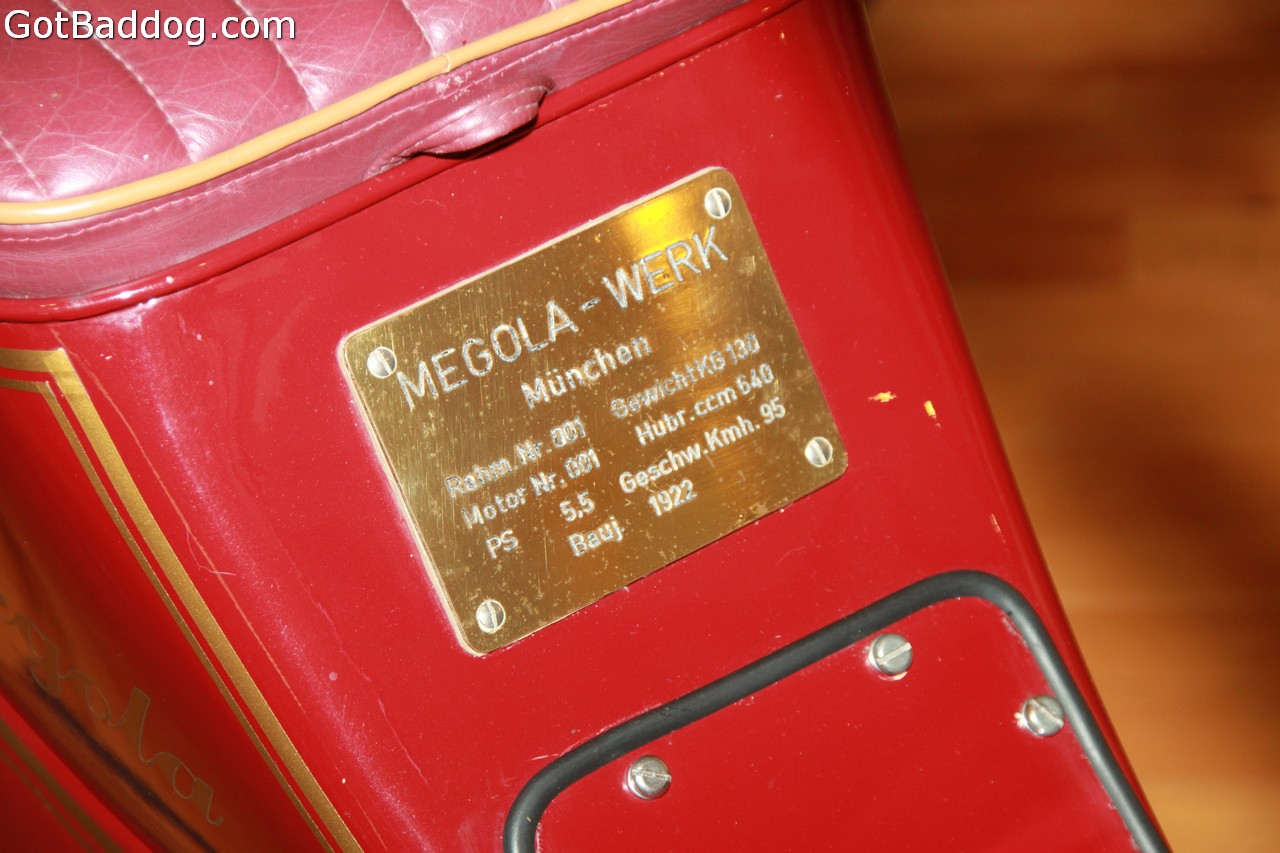 GotBaddog.com
MEGOLA - WERK
München
Rahm. Nr. 001 Gewicht KG 130
Motor Nr. 001 Hubr. ccm 640
PS 5.5 Geschw. Kmh. 95
Bauj 1922